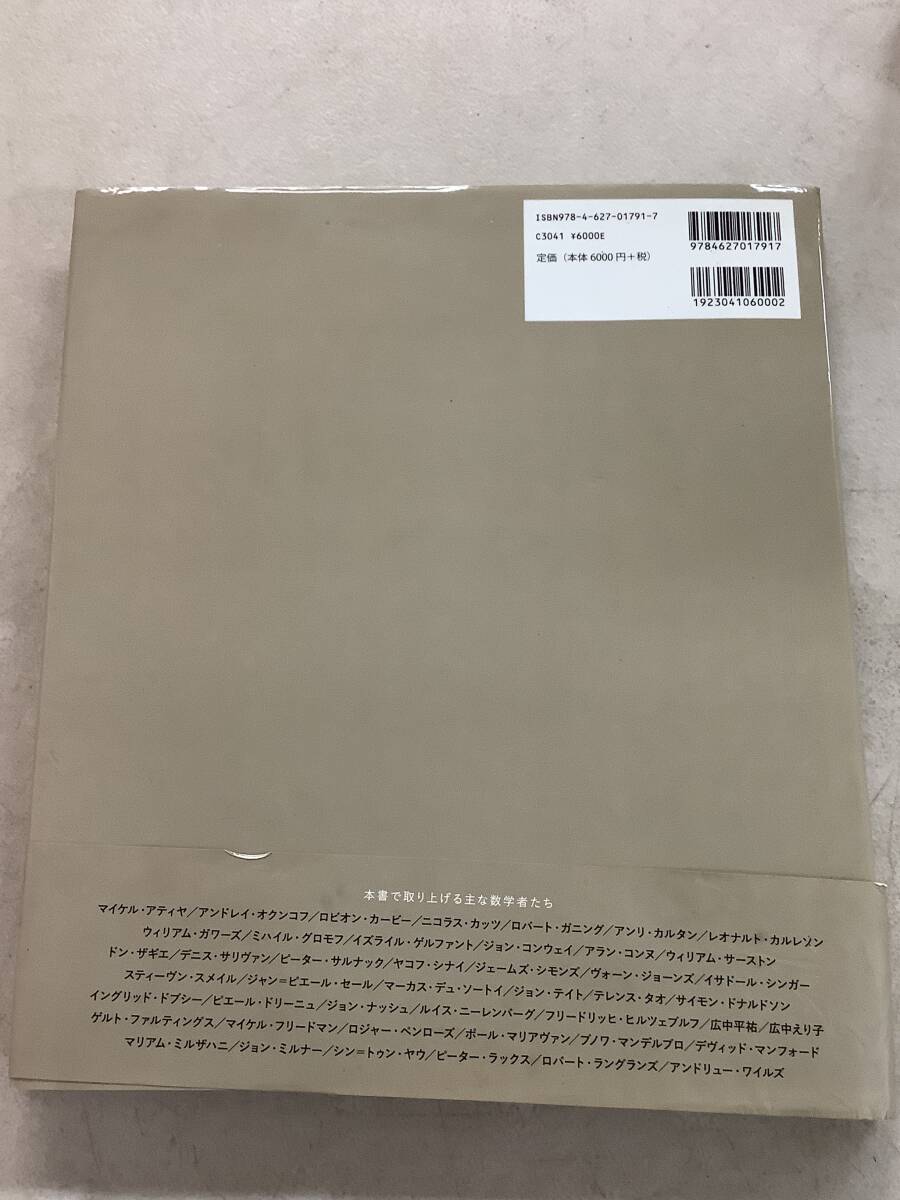 ISBN978-4-627-01791-7
C3041 ¥6000E
定価（本体6000円＋税）
9784627017917
1923041060002
本書で取り上げる主な数学者たち
マイケル・アティヤ／アンドレイ・オクンコフ／ロビオン・カービー／ニコラス・カッツ／ロバート・ガニング／アンリ・カルタン／レオナルト・カルレソン
ウィリアム・ガワーズ／ミハイル・グロモフ／イズライル・ゲルファント／ジョン・コンウェイ／アラン・コンヌ／ウィリアム・サーストン
ドン・ザギエ／デニス・サリヴァン／ピーター・サルナック／ヤコフ・シナイ／ジェームズ・シモンズ／ヴォーン・ジョーンズ／イサドール・シンガー
スティーヴン・スメイル／ジャン＝ピエール・セール／マーカス・デュ・ソートイ／ジョン・テイト／テレンス・タオ／サイモン・ドナルドソン
イングリッド・ドブシー／ピエール・ドリーニュ／ジョン・ナッシュ／ルイス・ニーレンバーグ／フリードリッヒ・ヒルツェブルフ／広中平祐／広中えり子
ゲルト・ファルティングス／マイケル・フリードマン／ロジャー・ペンローズ／ポール・マリアヴァン／ブノワ・マンデルブロ／デヴィッド・マンフォード
マリアム・ミルザハニ／ジョン・ミルナー／シン＝トゥン・ヤウ／ピーター・ラックス／ロバート・ラングランズ／アンドリュー・ワイルズ